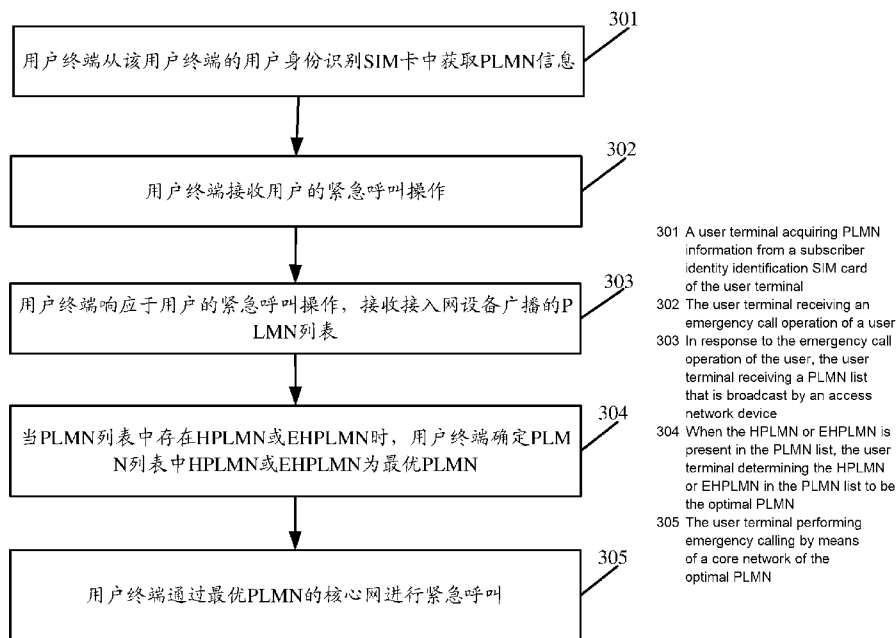 301
用户终端从该用户终端的用户身份识别SIM卡中获取PLMN信息
302
用户终端接收用户的紧急呼叫操作
303
用户终端响应于用户的紧急呼叫操作，接收接入网设备广播的P
LMN列表
304
当PLMN列表中存在HPLMN或EHPLMN时，用户终端确定PLM
N列表中HPLMN或EHPLMN为最优PLMN
305
用户终端通过最优PLMN的核心网进行紧急呼叫
301 A user terminal acquiring PLMN
information from a subscriber
identity identification SIM card
of the user terminal
302 The user terminal receiving an
emergency call operation of a user
303 In response to the emergency call
operation of the user, the user
terminal receiving a PLMN list
that is broadcast by an access
network device
304 When the HPLMN or EHPLMN is
present in the PLMN list, the user
terminal determining the HPLMN
or EHPLMN in the PLMN list to be
the optimal PLMN
305 The user terminal performing
emergency calling by means
of a core network of the
optimal PLMN